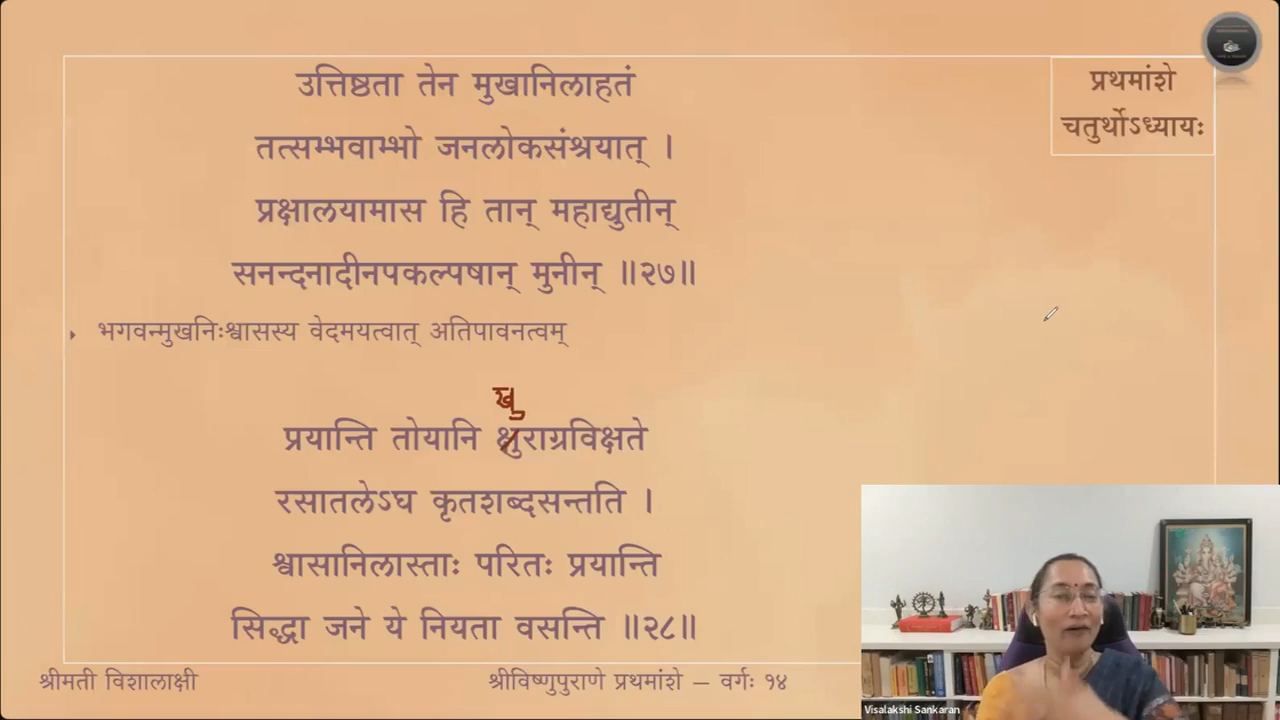 उत्तिष्ठता तेन मुखानिलाहतं
तत्सम्भवाम्भो जनलोकसंश्रयात् ।
प्रक्षालयामास हि तान् महाद्युतीन्
सनन्दनादीनपकल्पषान् मुनीन् ॥२७॥
भगवन्मुखनिःश्वासस्य वेदमयत्वात् अतिपावनत्वम्
खु
प्रयान्ति तोयानि क्षुराग्रविक्षते
रसातलेऽघ कृतशब्दसन्तति ।
श्वासानिलास्ताः परितः प्रयान्ति
सिद्धा जने ये नियता वसन्ति ॥२८॥
प्रथमांशे
चतुर्थोऽध्यायः
श्रीमती विशालाक्षी
श्रीविष्णुपुराणे प्रथमांशे – वर्गः १४
Visalakshi Sankaran